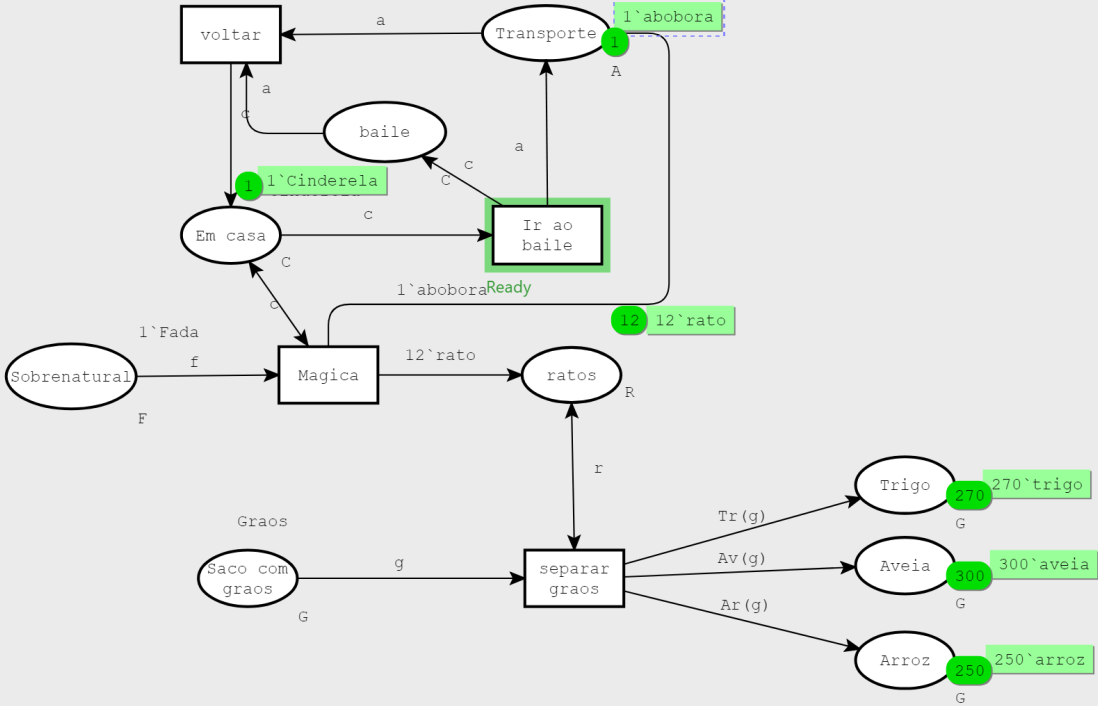 1`abobora
a
voltar
Transporte
1
A
a
c
baile
a
c
C
1
1`Cinderela
c
Ir ao
baile
Em casa
C
Ready
1`abobora
c
12
12`rato
1`Fada
f
12`rato
Sobrenatural
Magica
ratos
R
F
r
Trigo
270
270`trigo
G
Tr(g)
Graos
Av(g)
g
Saco com
graos
G
separar
graos
Aveia
300
300`aveia
G
Ar(g)
Arroz
250
250`arroz
G